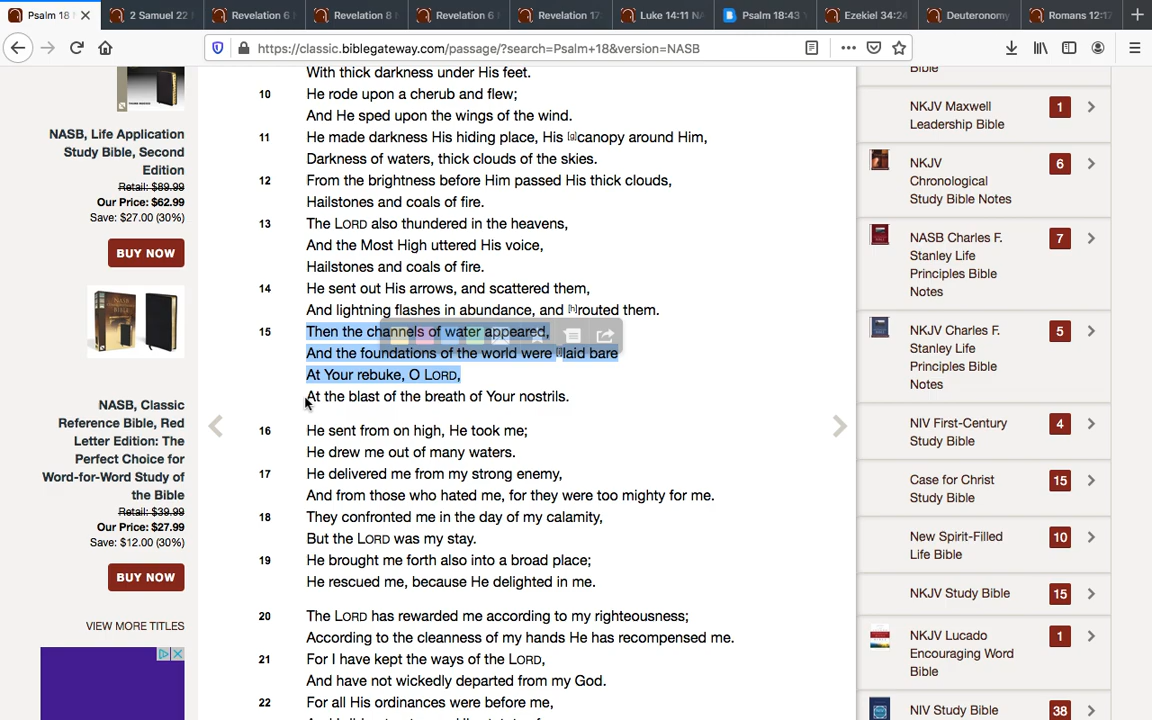 Psalm 18
2 Samuel 22
Revelation 6
Revelation 8
Revelation 6
Revelation 17:
Luke 14:11 NA
Psalm 18:43
Ezekiel 34:24
Deuteronomy
Romans 12:1
https://classic.biblegateway.com/passage/?search=Psalm+18&version=NASB
NASB, Life Application
Study Bible, Second
Edition
Retail: $89.99
Our Price: $62.99
Save: $27.00 (30%)
BUY NOW
NASB, Classic
Reference Bible, Red
Letter Edition: The
Perfect Choice for
Word-for-Word Study of
the Bible
Retail: $39.99
Our Price: $27.99
Save: $12.00 (30%)
BUY NOW
VIEW MORE TITLES
With thick darkness under His feet.
10 He rode upon a cherub and flew;
And He sped upon the wings of the wind.
11 He made darkness His hiding place, His [g]canopy around Him,
Darkness of waters, thick clouds of the skies.
12 From the brightness before Him passed His thick clouds,
Hailstones and coals of fire.
13 The LORD also thundered in the heavens,
And the Most High uttered His voice,
Hailstones and coals of fire.
14 He sent out His arrows, and scattered them,
And lightning flashes in abundance, and [h]routed them.
15 Then the channels of water appeared,
And the foundations of the world were [i]laid bare
At Your rebuke, O LORD,
At the blast of the breath of Your nostrils.
16 He sent from on high, He took me;
He drew me out of many waters.
17 He delivered me from my strong enemy,
And from those who hated me, for they were too mighty for me.
18 They confronted me in the day of my calamity,
But the LORD was my stay.
19 He brought me forth also into a broad place;
He rescued me, because He delighted in me.
20 The LORD has rewarded me according to my righteousness;
According to the cleanness of my hands He has recompensed me.
21 For I have kept the ways of the LORD,
And have not wickedly departed from my God.
22 For all His ordinances were before me,
Bible
NKJV Maxwell
Leadership Bible
1
NKJV
Chronological
Study Bible Notes
6
NASB Charles F.
Stanley Life
Principles Bible
Notes
7
NKJV Charles F.
Stanley Life
Principles Bible
Notes
5
NIV First-Century
Study Bible
4
Case for Christ
Study Bible
15
New Spirit-Filled
Life Bible
10
NKJV Study Bible
15
NKJV Lucado
Encouraging Word
Bible
1
NIV Study Bible
38